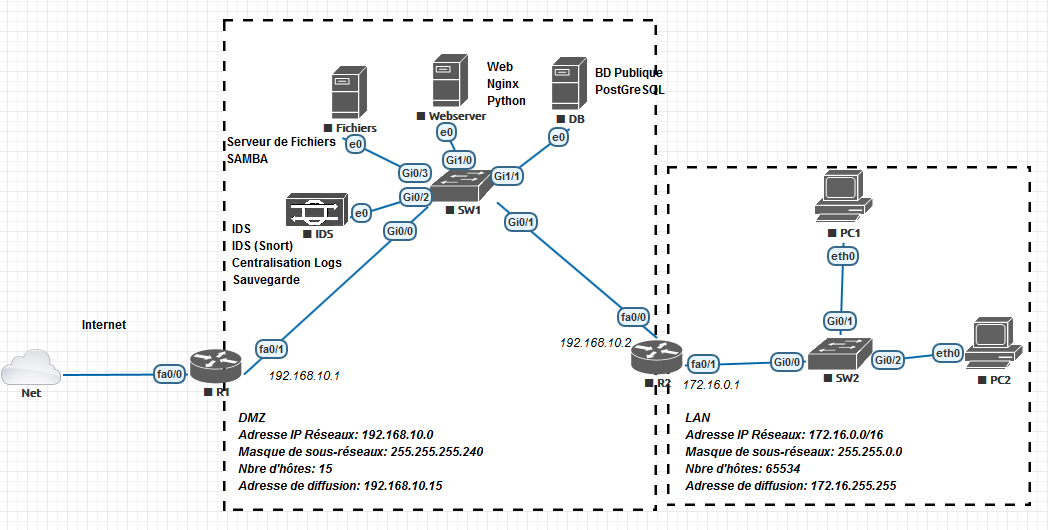 Web
Nginx
Python
BD Publique
PostGreSQL
Fichiers
Webserver
DB
e0
e0
e0
Serveur de Fichiers
SAMBA
Gi0/3
Gi1/0
Gi1/1
Gi0/2
SW1
e0
IDS
Gi0/0
Gi0/1
IDS
IDS (Snort)
Centralisation Logs
Sauvegarde
PC1
eth0
Internet
fa0/0
Gi0/1
fa0/1
192.168.10.2
192.168.10.1
Net
fa0/0
R1
R2
fa0/1
172.16.0.1
Gi0/0
SW2
Gi0/2
eth0
PC2
DMZ
Adresse IP Réseaux: 192.168.10.0
Masque de sous-réseaux: 255.255.255.240
Nbre d'hôtes: 15
Adresse de diffusion: 192.168.10.15
LAN
Adresse IP Réseaux: 172.16.0.0/16
Masque de sous-réseaux: 255.255.0.0
Nbre d'hôtes: 65534
Adresse de diffusion: 172.16.255.255